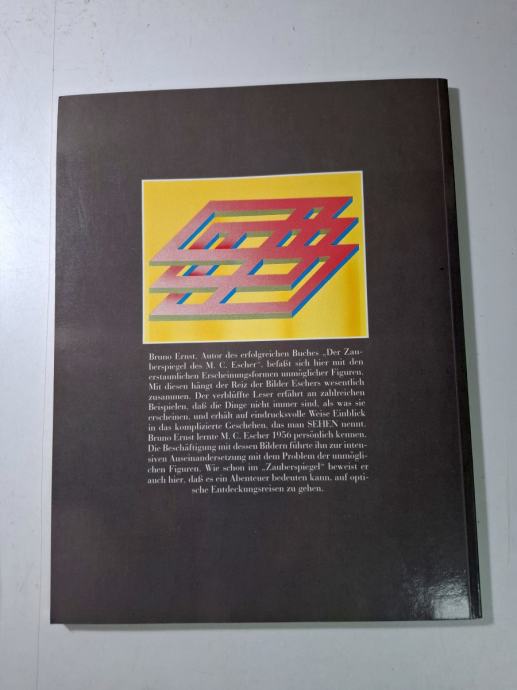 Bruno Ernst, Autor des erfolgreichen Buches „Der Zau-
berspiegel des M. C. Escher“, befaßt sich hier mit den
erstaunlichen Erscheinungsformen unmöglicher Figuren.
Mit diesen hängt der Reiz der Bilder Eschers wesentlich
zusammen. Der verblüffte Leser erfährt an zahlreichen
Beispielen, daß die Dinge nicht immer sind, als was sie
erscheinen, und erhält auf eindrucksvolle Weise Einblick
in das komplizierte Geschehen, das man SEHEN nennt.
Bruno Ernst lernte M. C. Escher 1956 persönlich kennen.
Die Beschäftigung mit dessen Bildern führte ihn zur inten-
siven Auseinandersetzung mit dem Problem der unmögli-
chen Figuren. Wie schon im „Zauberspiegel“ beweist er
auch hier, daß es ein Abenteuer bedeuten kann, auf opti-
sche Entdeckungsreisen zu gehen.